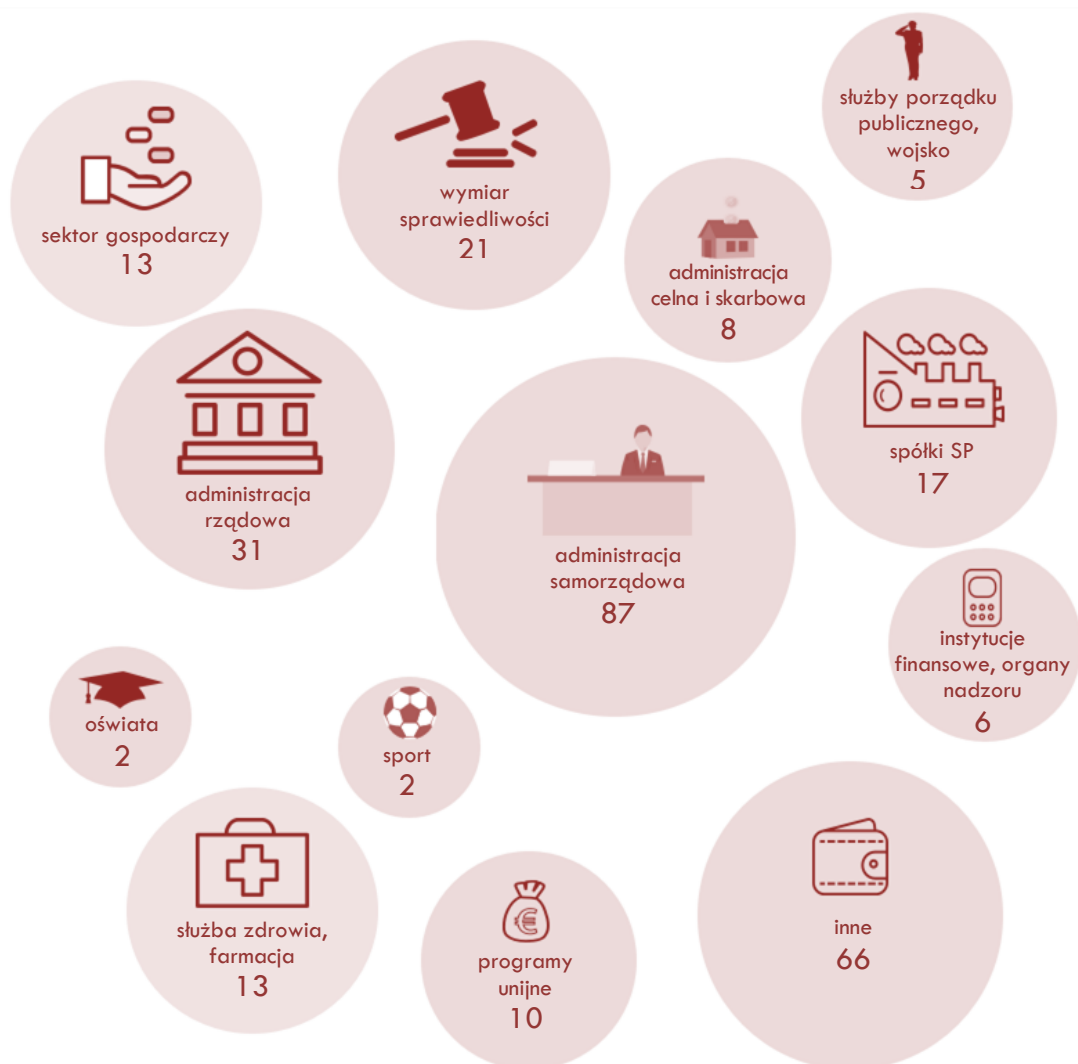 służby porządku
publicznego,
wojsko
5
sektor gospodarczy
13
wymiar
sprawiedliwości
21
administracja
celna i skarbowa
8
administracja
rządowa
31
administracja
samorządowa
87
spółki SP
17
instytucje
finansowe, organy
nadzoru
6
oświata
2
sport
2
służba zdrowia,
farmacja
13
programy
unijne
10
inne
66